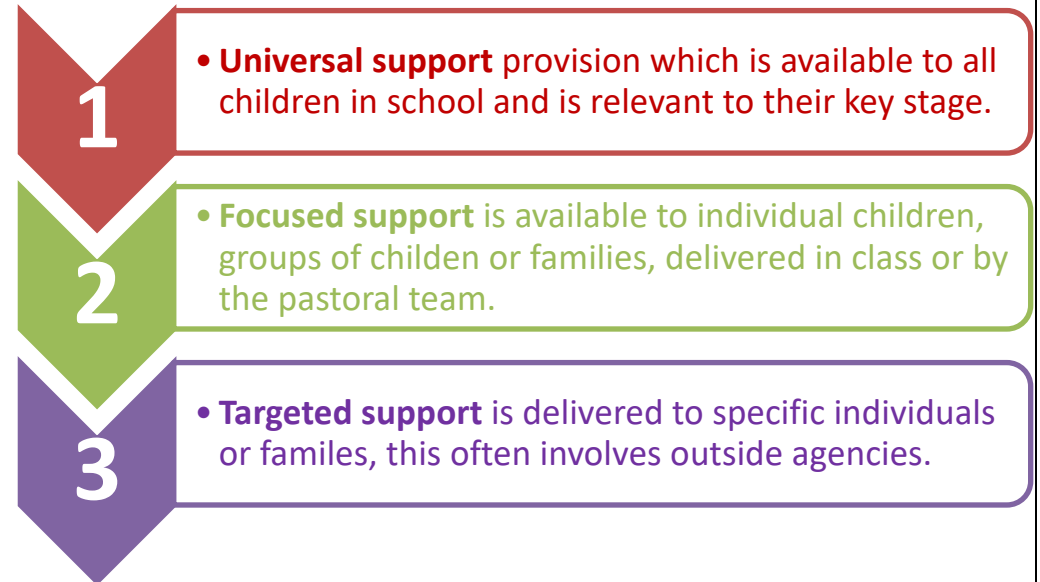 1
• Universal support provision which is available to all
children in school and is relevant to their key stage.
2
• Focused support is available to individual children,
groups of childen or families, delivered in class or by
the pastoral team.
3
• Targeted support is delivered to specific individuals
or familes, this often involves outside agencies.